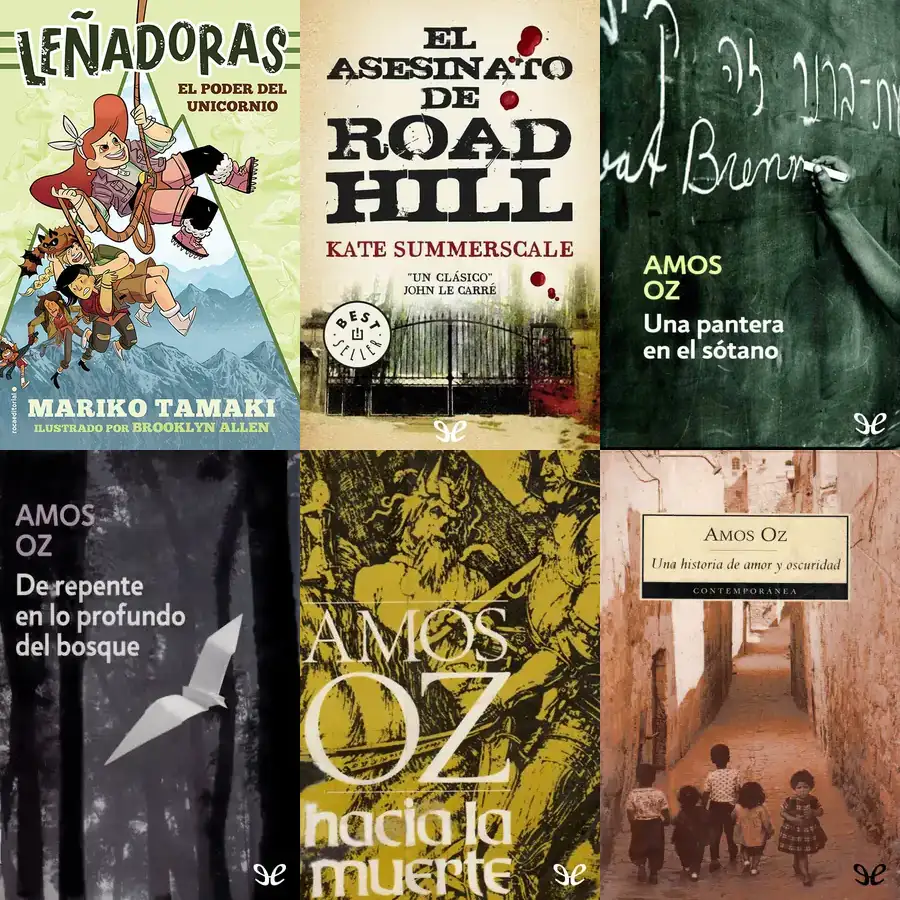 LEÑADORAS
EL PODER DEL
UNICORNIO
rocaeditorial
MARIKO TAMAKI
ILUSTRADO POR BROOKLYN ALLEN
EL
ASESINATO
DE
ROAD
HILL
KATE SUMMERSCALE
"UN CLÁSICO"
JOHN LE CARRÉ
BEST
SELLER
AMOS
OZ
Una pantera
en el sótano
AMOS
OZ
De repente
en lo profundo
del bosque
AMOS
OZ
hacia la
muerte
AMOS OZ
Una historia de amor y oscuridad
CONTEMPORÁNEA